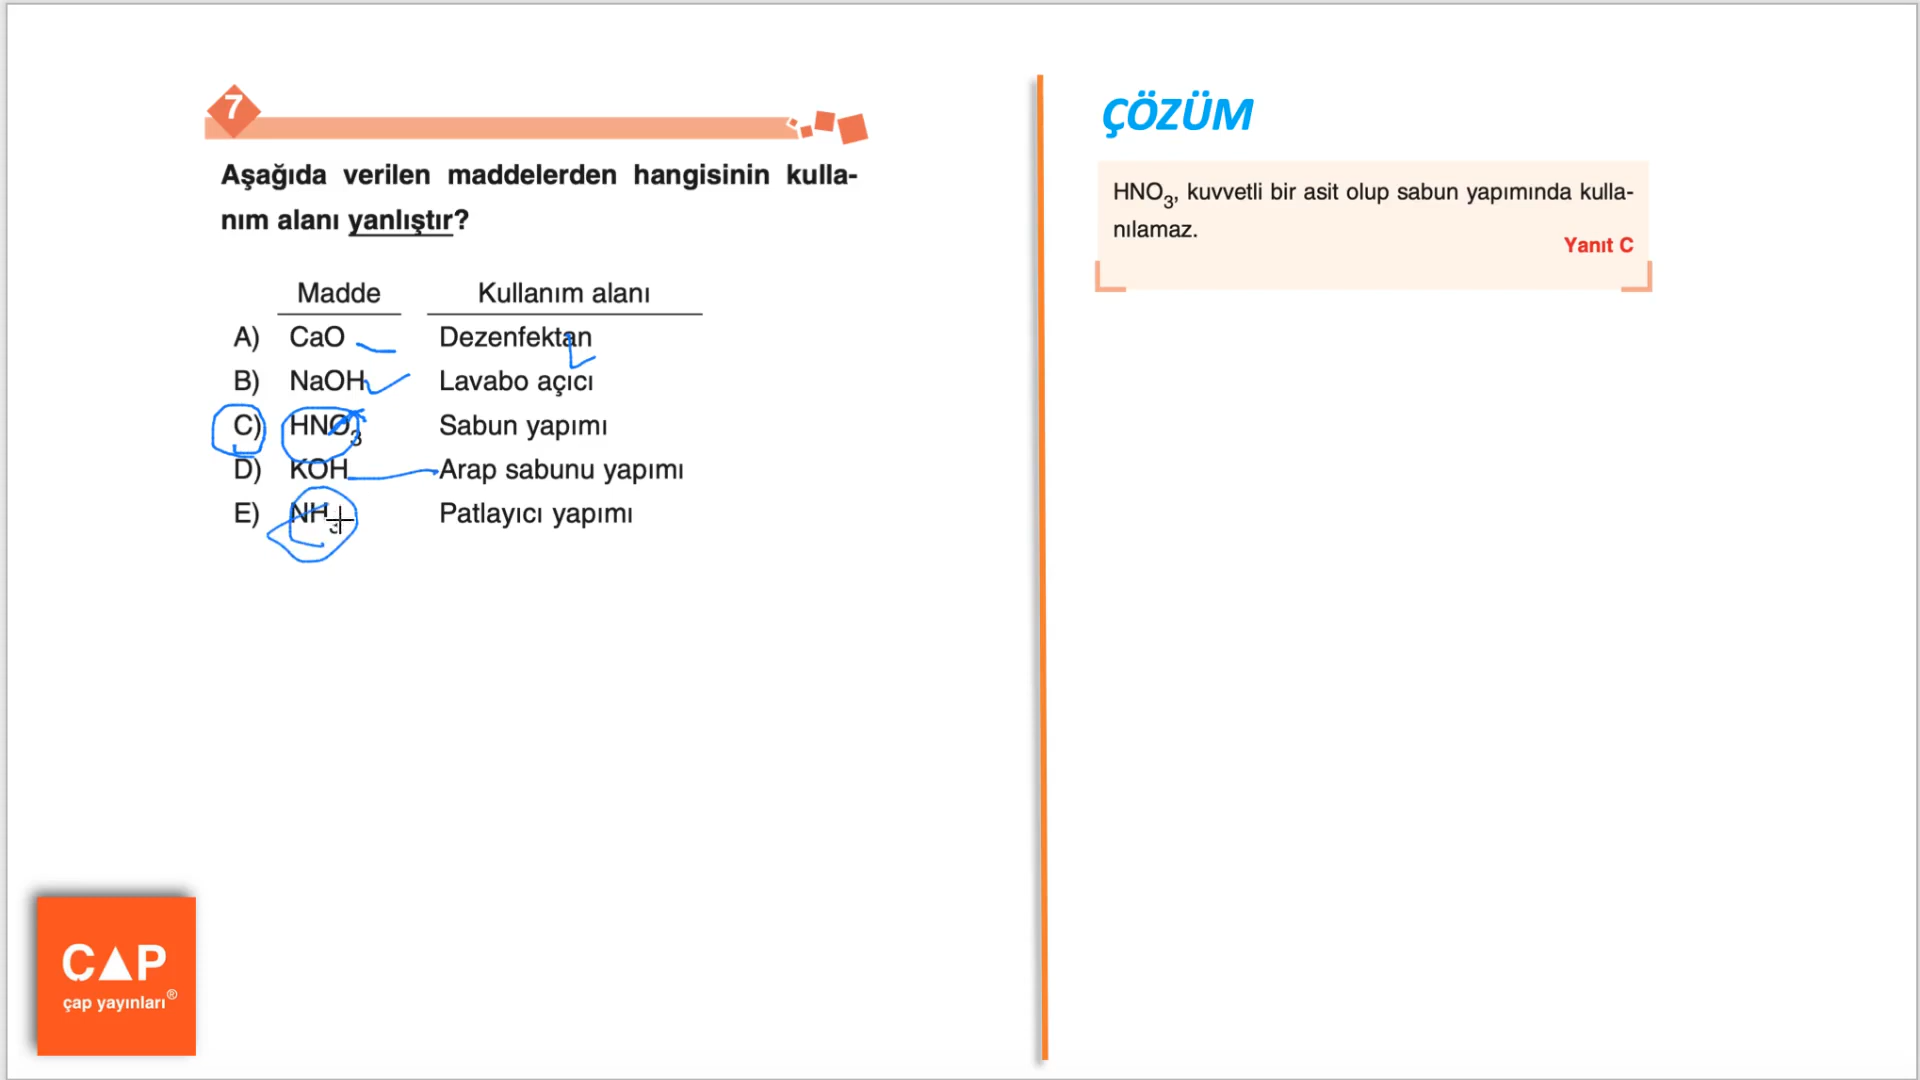 7
Aşağıda verilen maddelerden hangisinin kulla-
nım alanı yanlıştır?
Madde Kullanım alanı
A) CaO Dezenfektan
B) NaOH Lavabo açıcı
C) HNO3 Sabun yapımı
D) KOH Arap sabunu yapımı
E) NH3 Patlayıcı yapımı
ÇÖZÜM
HNO3, kuvvetli bir asit olup sabun yapımında kulla-
nılamaz.
Yanıt C
ÇAP
çap yayınları®